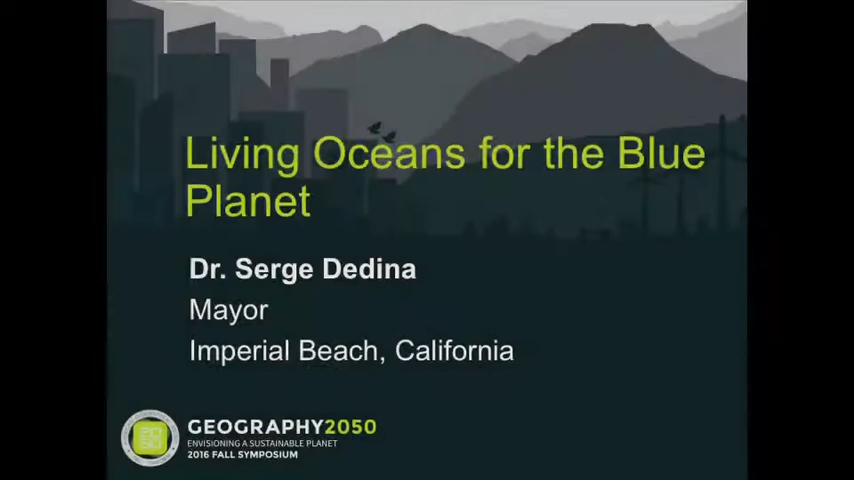 Living Oceans for the Blue
Planet
Dr. Serge Dedina
Mayor
Imperial Beach, California
GEOGRAPHY2050
ENVISIONING A SUSTAINABLE PLANET
2016 FALL SYMPOSIUM